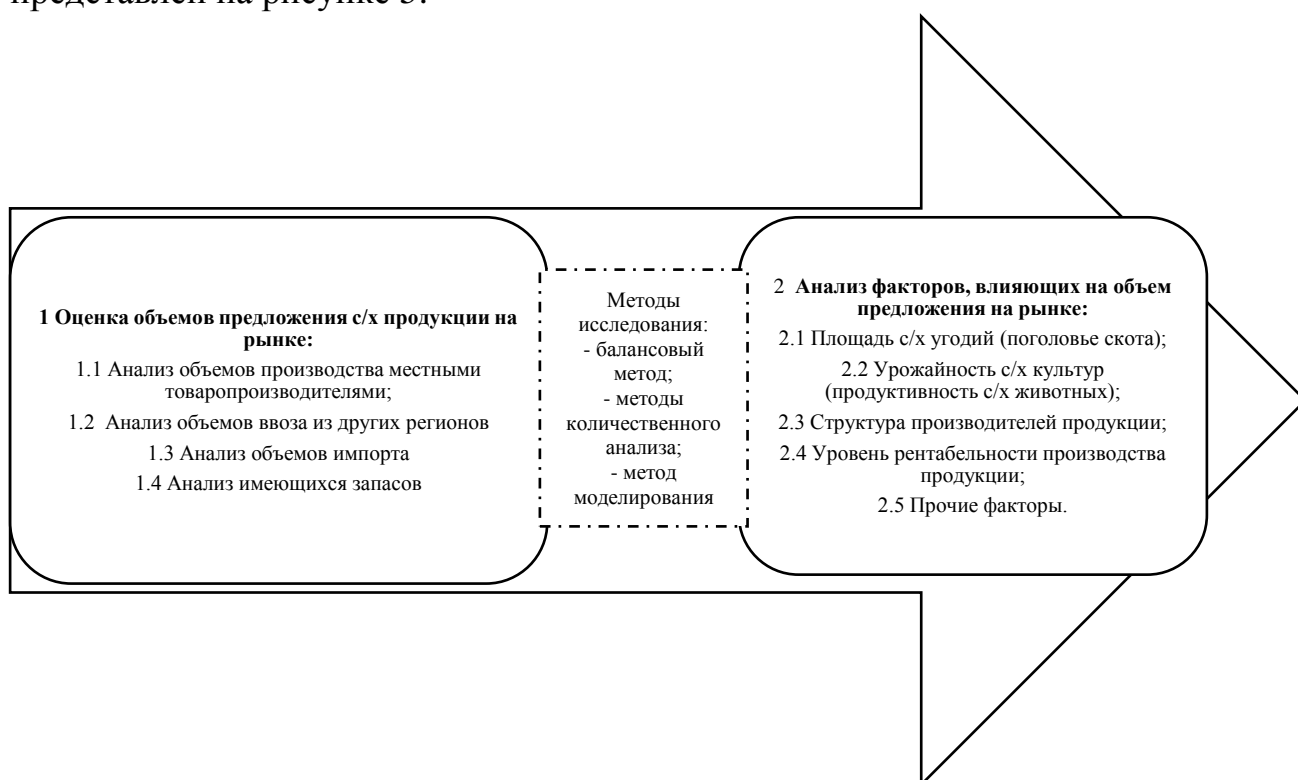 представлен на рисунке 3.
1 Оценка объемов предложения с/х продукции на
рынке:
1.1 Анализ объемов производства местными
товаропроизводителями;
1.2 Анализ объемов ввоза из других регионов
1.3 Анализ объемов импорта
1.4 Анализ имеющихся запасов
Методы
исследования:
- балансовый
метод;
- методы
количественного
анализа;
- метод
моделирования
2 Анализ факторов, влияющих на объем
предложения на рынке:
2.1 Площадь с/х угодий (поголовье скота);
2.2 Урожайность с/х культур
(продуктивность с/х животных);
2.3 Структура производителей продукции;
2.4 Уровень рентабельности производства
продукции;
2.5 Прочие факторы.